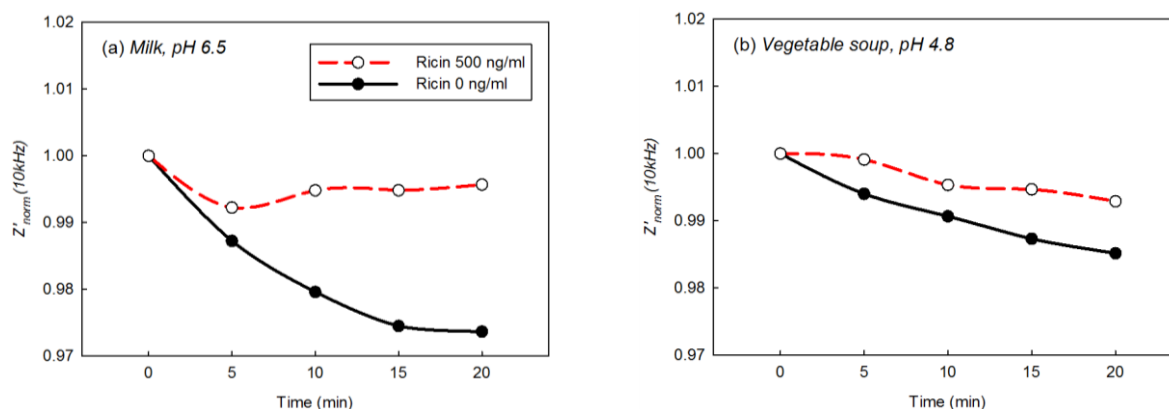 (a) Milk, pH 6.5
Ricin 500 ng/ml
Ricin 0 ng/ml
Z'norm (10kHz)
1.02
1.01
1.00
0.99
0.98
0.97
0 5 10 15 20
Time (min)
(b) Vegetable soup, pH 4.8
Z'norm (10kHz)
1.02
1.01
1.00
0.99
0.98
0.97
0 5 10 15 20
Time (min)